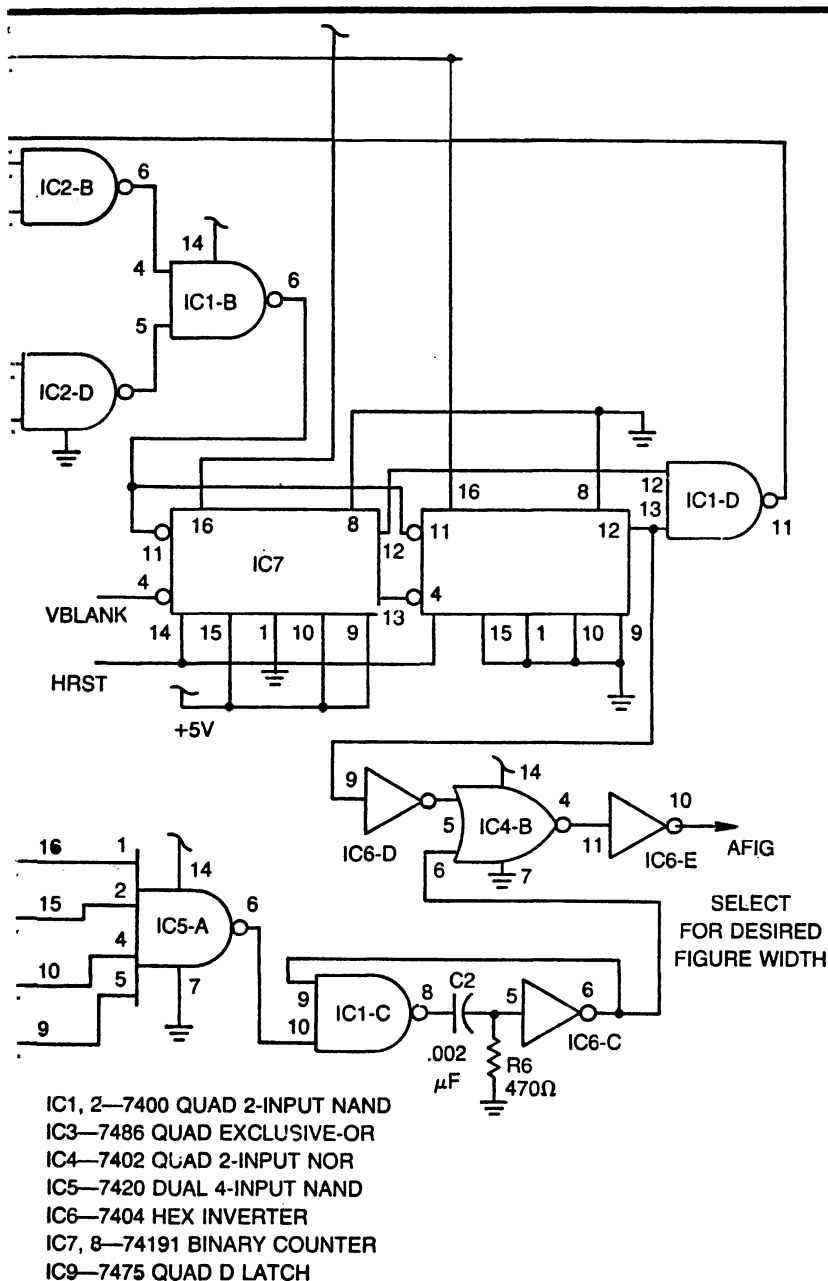 6
IC2-B
14
4
6
IC1-B
5
IC2-D
16
8
12
IC1-D
13
11
11
16
8
12
11
12
IC7
4
13
4
VBLANK
14
15
1
10
9
15
1
10
9
HRST
+5V
9
14
5
IC4-B
4
10
IC6-D
11
IC6-E
AFIG
6
7
16
1
14
SELECT
FOR DESIRED
FIGURE WIDTH
15
2
6
IC5-A
10
4
5
7
9
9
IC1-C
8
C2
5
6
10
IC6-C
.002
µF
R6
470Ω
IC1, 2—7400 QUAD 2-INPUT NAND
IC3—7486 QUAD EXCLUSIVE-OR
IC4—7402 QUAD 2-INPUT NOR
IC5—7420 DUAL 4-INPUT NAND
IC6—7404 HEX INVERTER
IC7, 8—74191 BINARY COUNTER
IC9—7475 QUAD D LATCH